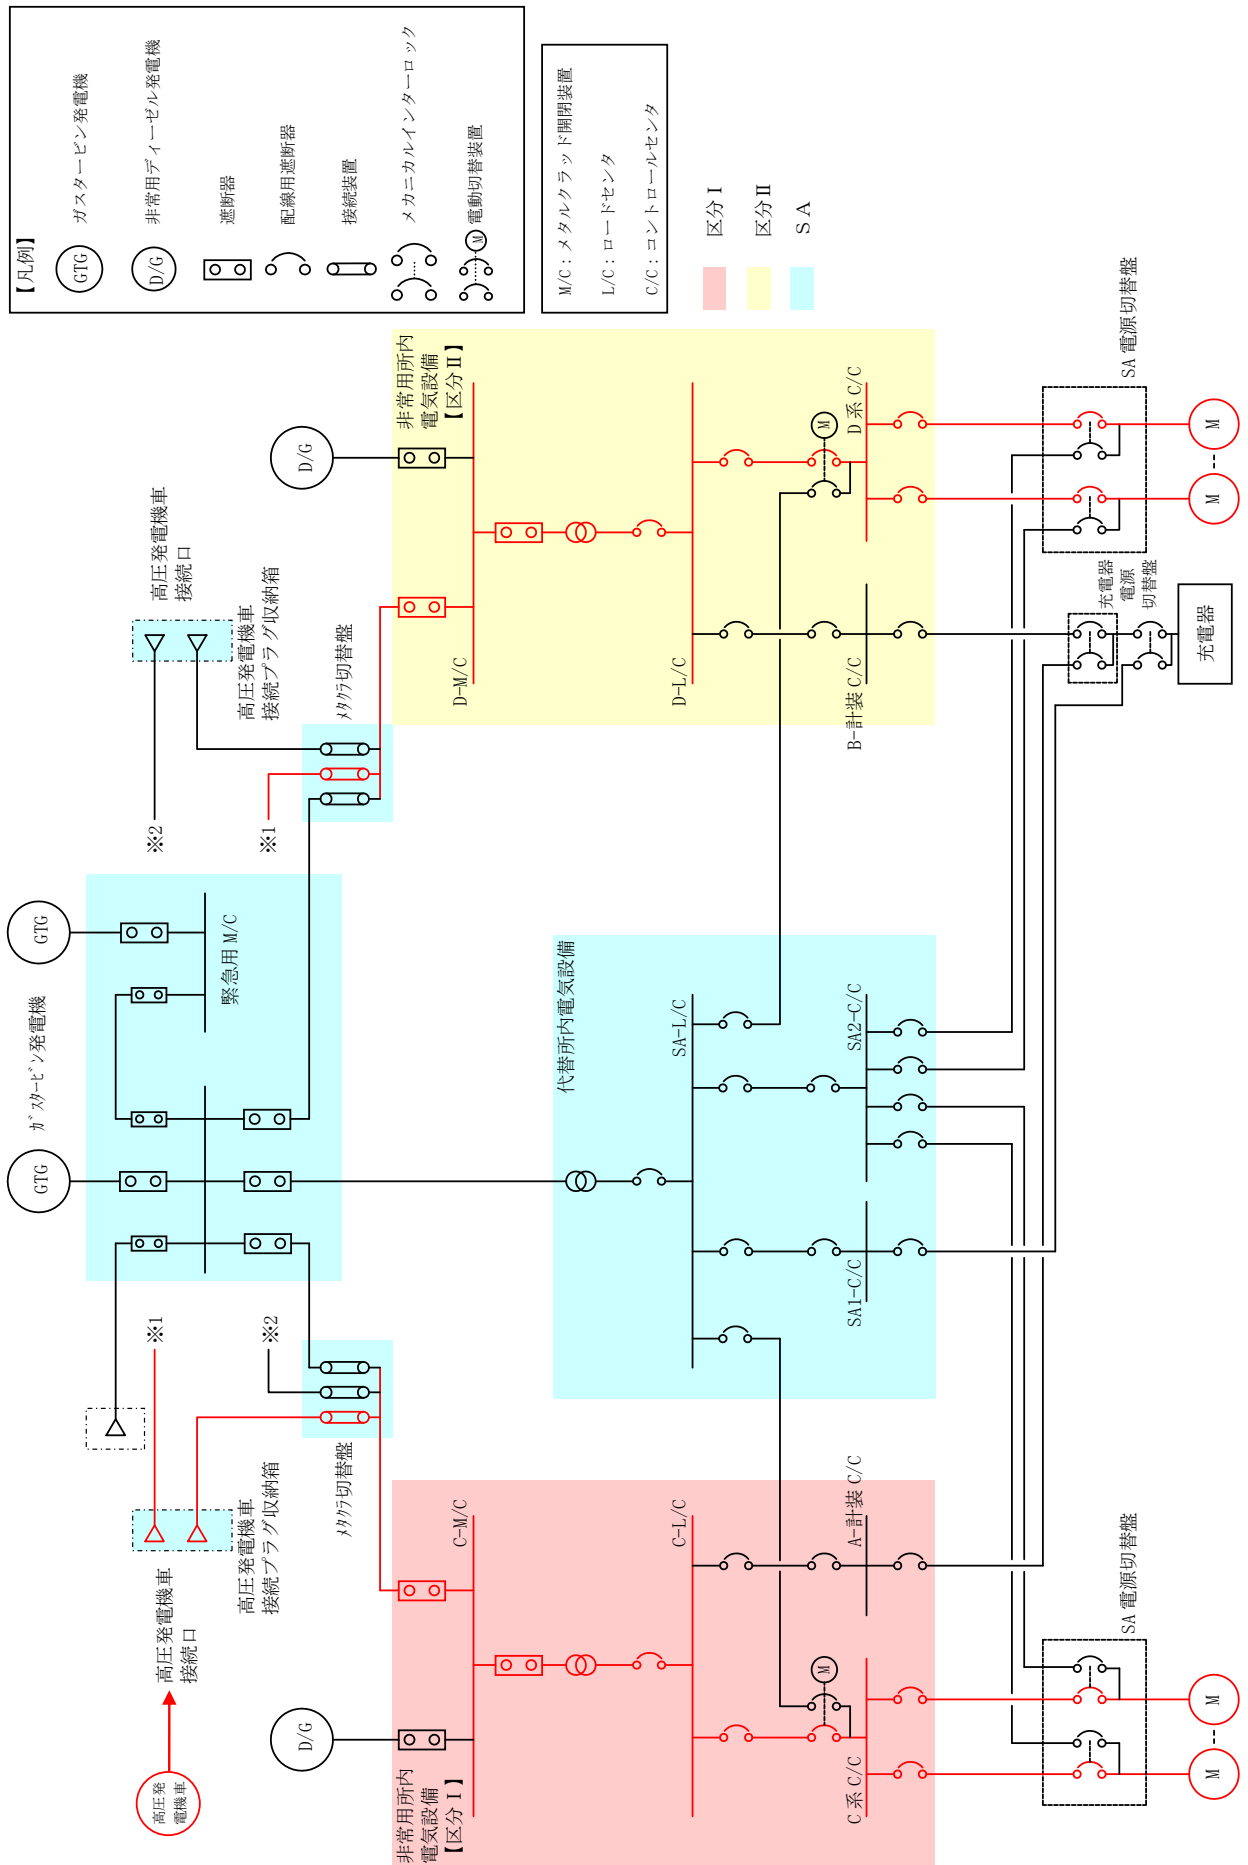 【凡例】
GTG
ガスタービン発電機
D/G
非常用ディーゼル発電機
遮断器
配線用遮断器
接続装置
メカニカルインターロック
M
電動切替装置
M/C：メタルクラッド開閉装置
L/C：ロードセンタ
C/C：コントロールセンタ
区分Ⅰ
区分Ⅱ
ＳＡ
ｶﾞｽﾀｰﾋﾞﾝ発電機
GTG
GTG
緊急用 M/C
高圧発電機車
接続口
高圧発電機車
接続プラグ収納箱
※2
※1
ﾒﾀｸﾗ切替盤
D/G
非常用所内
電気設備
【区分Ⅱ】
D-M/C
D-L/C
M
D 系 C/C
B-計装 C/C
SA 電源切替盤
M
M
充電器
電源
切替盤
充電器
代替所内電気設備
SA-L/C
SA2-C/C
SA1-C/C
※1
※2
高圧発
電機車
高圧発電機車
接続口
高圧発電機車
接続プラグ収納箱
ﾒﾀｸﾗ切替盤
D/G
非常用所内
電気設備
【区分Ⅰ】
C-M/C
C-L/C
M
C 系 C/C
A-計装 C/C
SA 電源切替盤
M
M